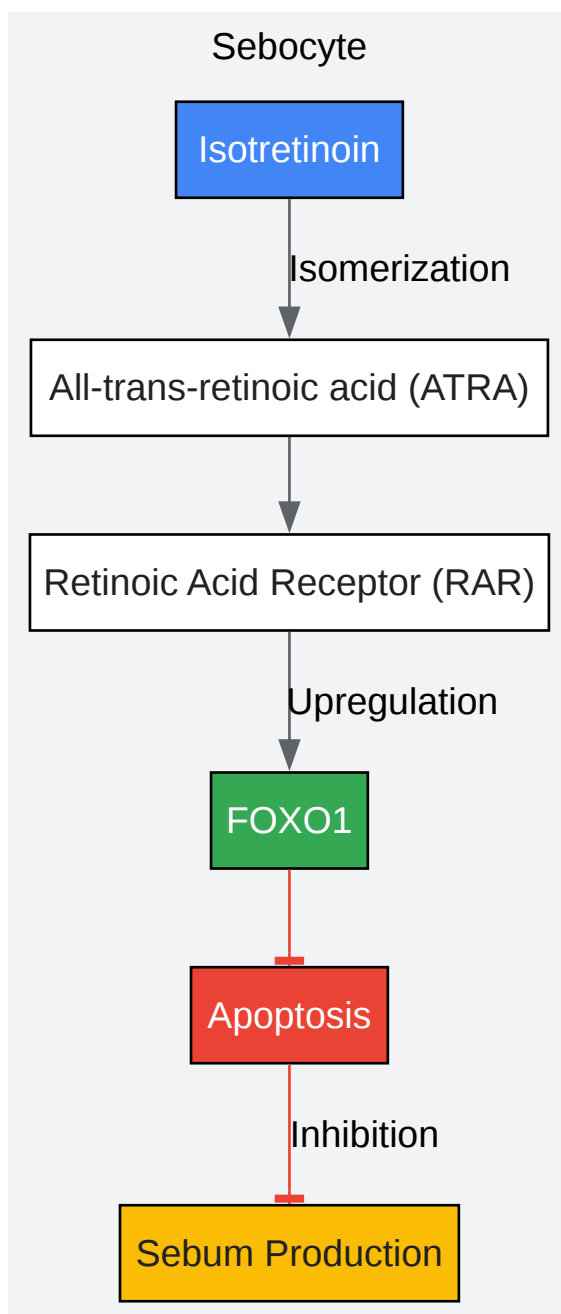 Sebocyte
Isotretinoin
Isomerization
All-trans-retinoic acid (ATRA)
Retinoic Acid Receptor (RAR)
Upregulation
FOXO1
Apoptosis
Inhibition
Sebum Production